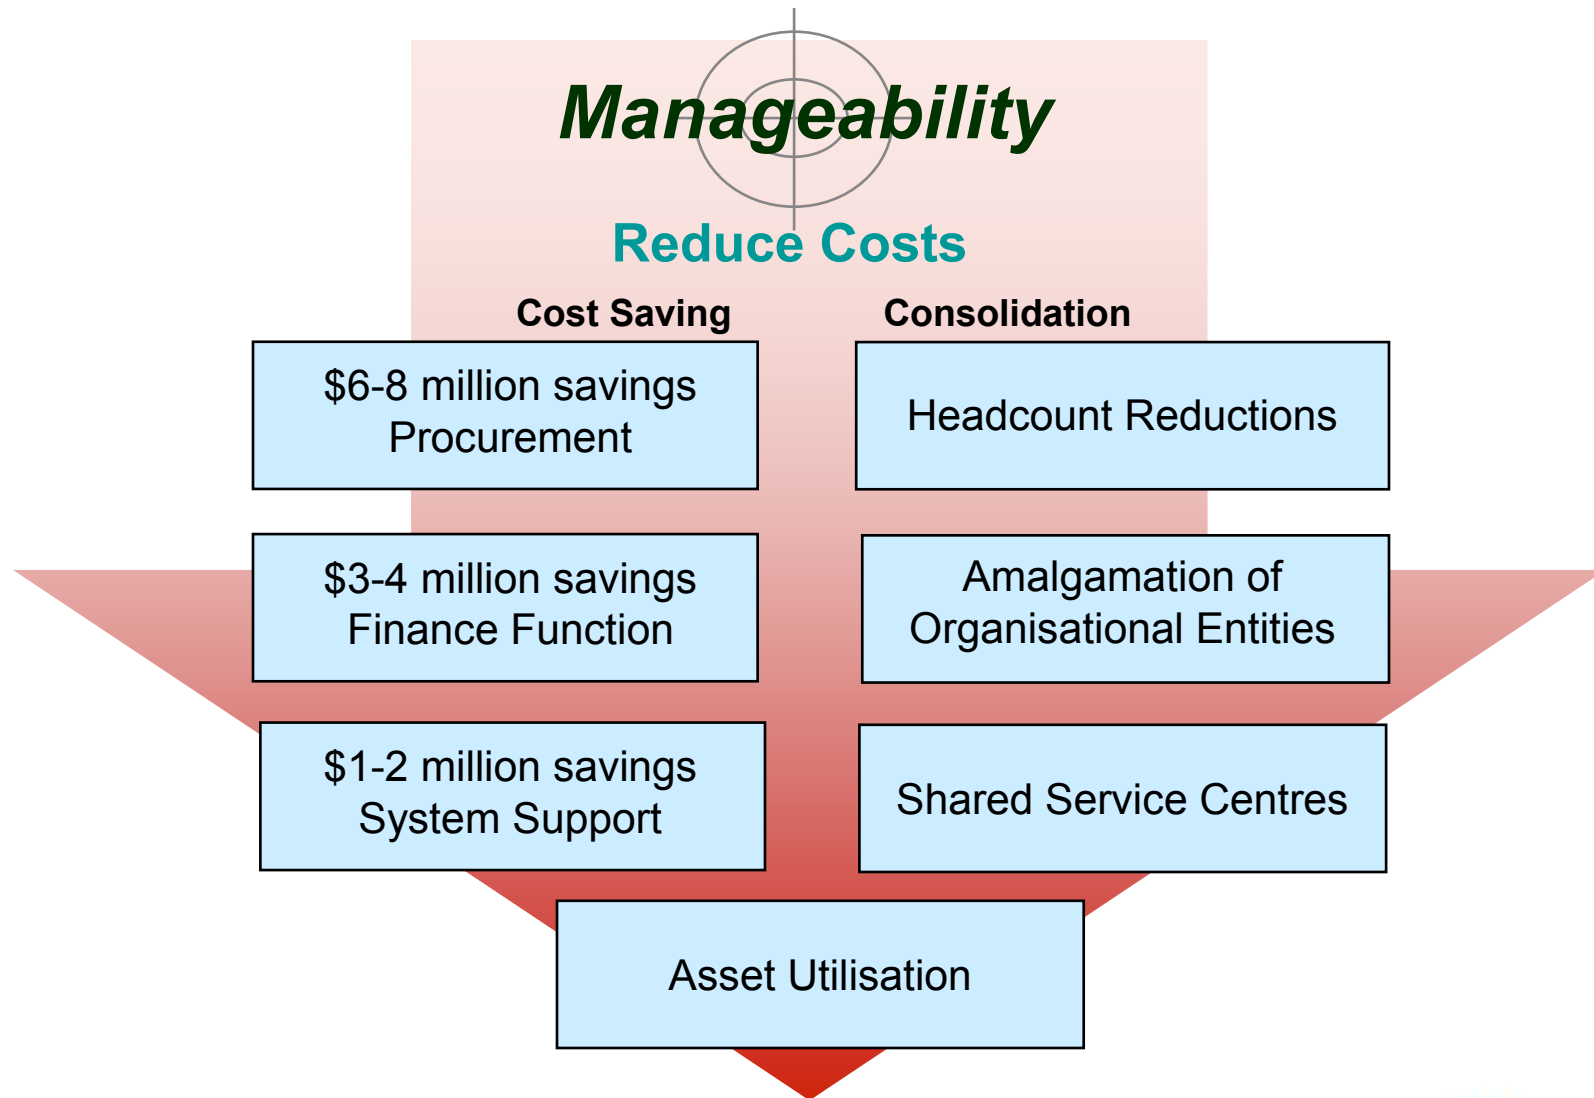 Manageability
Reduce Costs
Cost Saving
Consolidation
$6-8 million savings
Procurement
Headcount Reductions
$3-4 million savings
Finance Function
Amalgamation of
Organisational Entities
$1-2 million savings
System Support
Shared Service Centres
Asset Utilisation